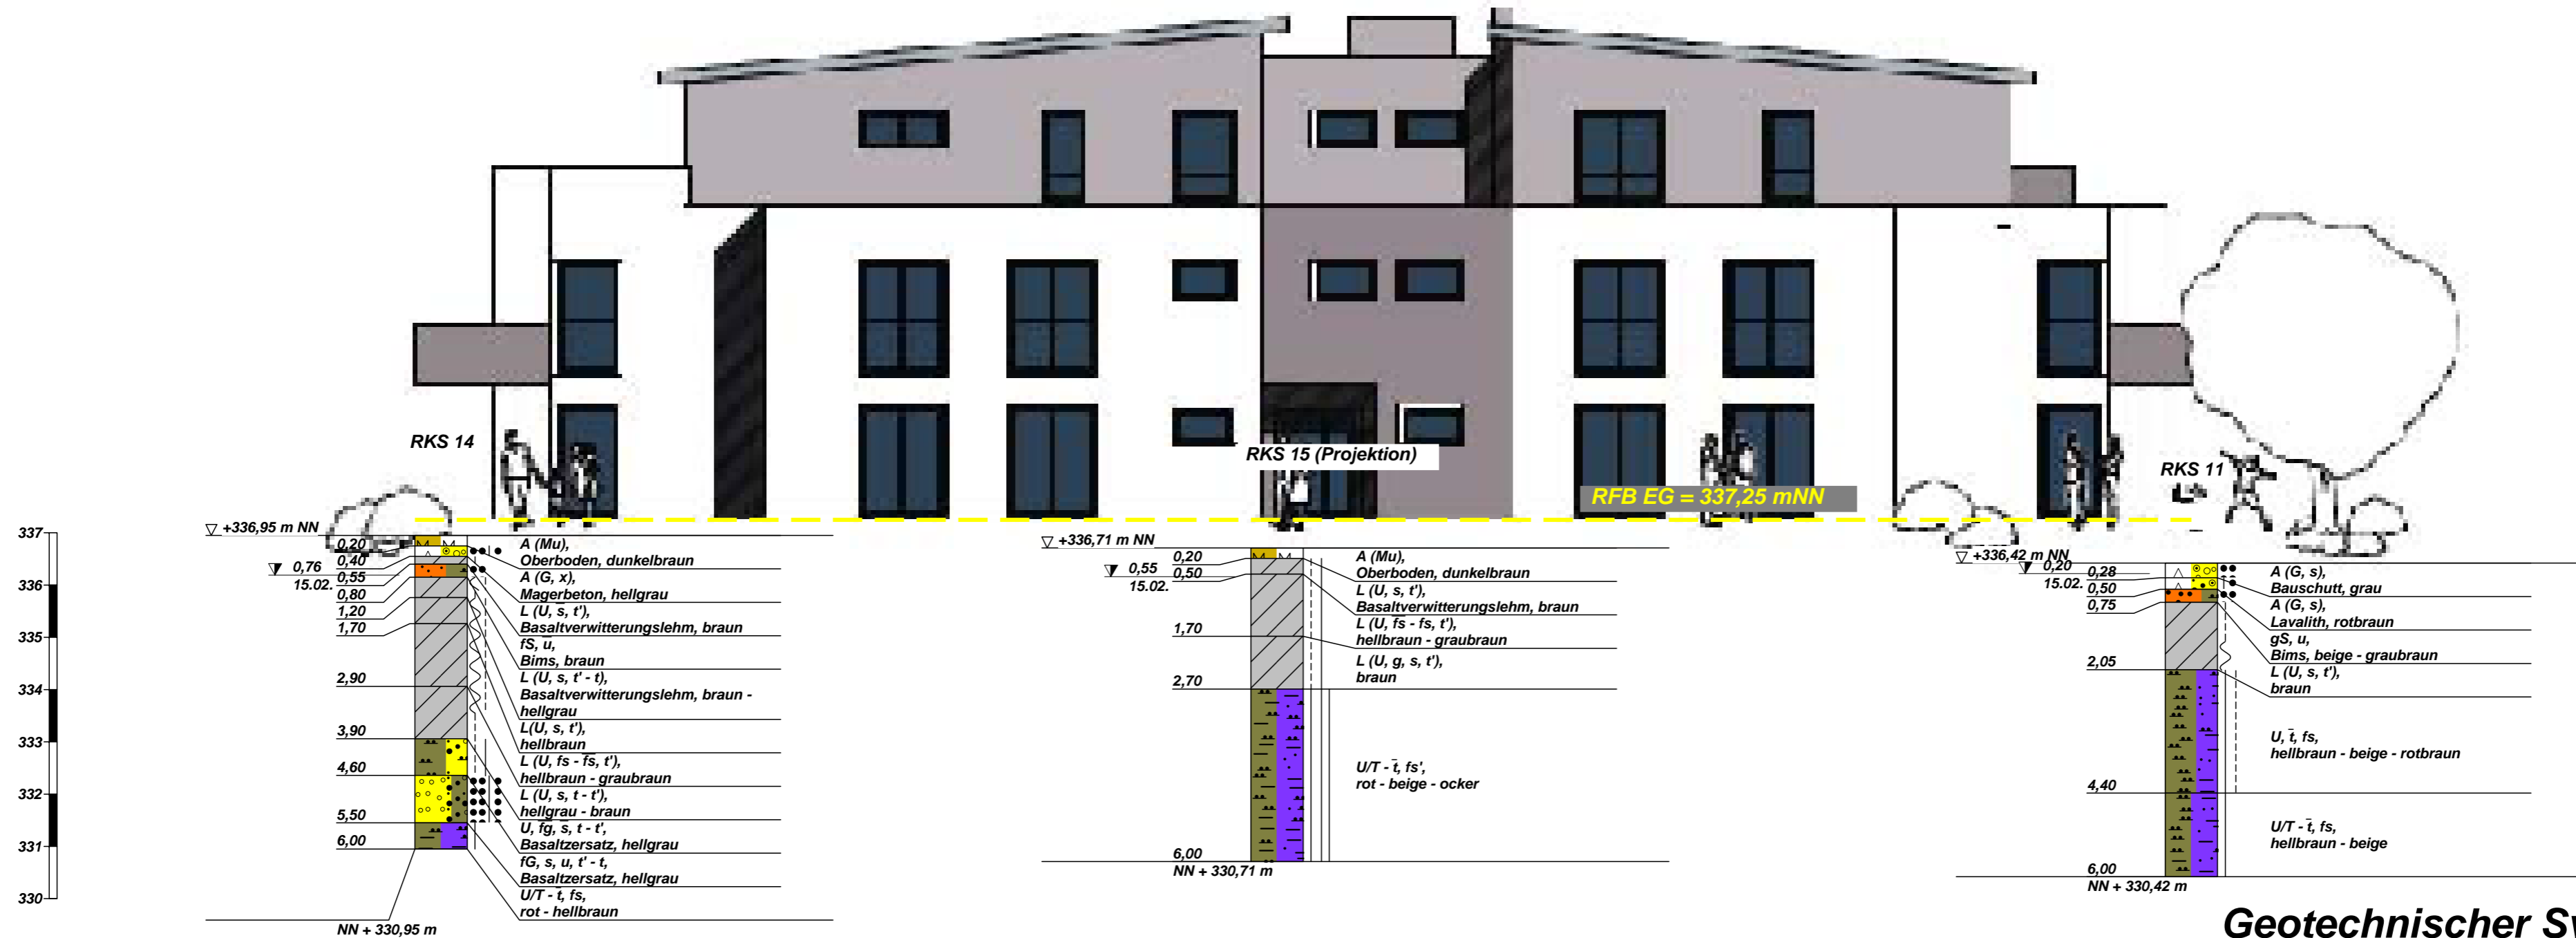 RKS 14
RKS 15 (Projektion)
RKS 11
RFB EG = 337,25 mNN
337
336
335
334
333
332
331
330
+336,95 m NN
0,76
15.02.
0,20
0,40
0,55
0,80
1,20
1,70
2,90
3,90
4,60
5,50
6,00
NN + 330,95 m
A (Mu),
Oberboden, dunkelbraun
A (G, x),
Magerbeton, hellgrau
L (U, s̅, t'),
Basaltverwitterungslehm, braun
fS, u̅,
Bims, braun
L (U, s, t' - t),
Basaltverwitterungslehm, braun -
hellgrau
L(U, s, t'),
hellbraun
L (U, fs - f̅s̅, t'),
hellbraun - graubraun
L (U, s, t - t'),
hellgrau - braun
U, f̅g̅, s̅, t - t',
Basaltzersatz, hellgrau
fG, s, u, t' - t,
Basaltzersatz, hellgrau
U/T - t̅, fs,
rot - hellbraun
+336,71 m NN
0,55
15.02.
0,20
0,50
1,70
2,70
6,00
NN + 330,71 m
A (Mu),
Oberboden, dunkelbraun
L (U, s, t'),
Basaltverwitterungslehm, braun
L (U, f̅s̅ - fs, t'),
hellbraun - graubraun
L (U, g, s, t'),
braun
U/T - t̅, fs',
rot - beige - ocker
+336,42 m NN
0,20
15.02.
0,28
0,50
0,75
2,05
4,40
6,00
NN + 330,42 m
A (G, s),
Bauschutt, grau
A (G, s),
Lavalith, rotbraun
gS, u,
Bims, beige - graubraun
L (U, s, t'),
braun
U, t̅, fs,
hellbraun - beige - rotbraun
U/T - t̅, fs,
hellbraun - beige
Geotechnischer